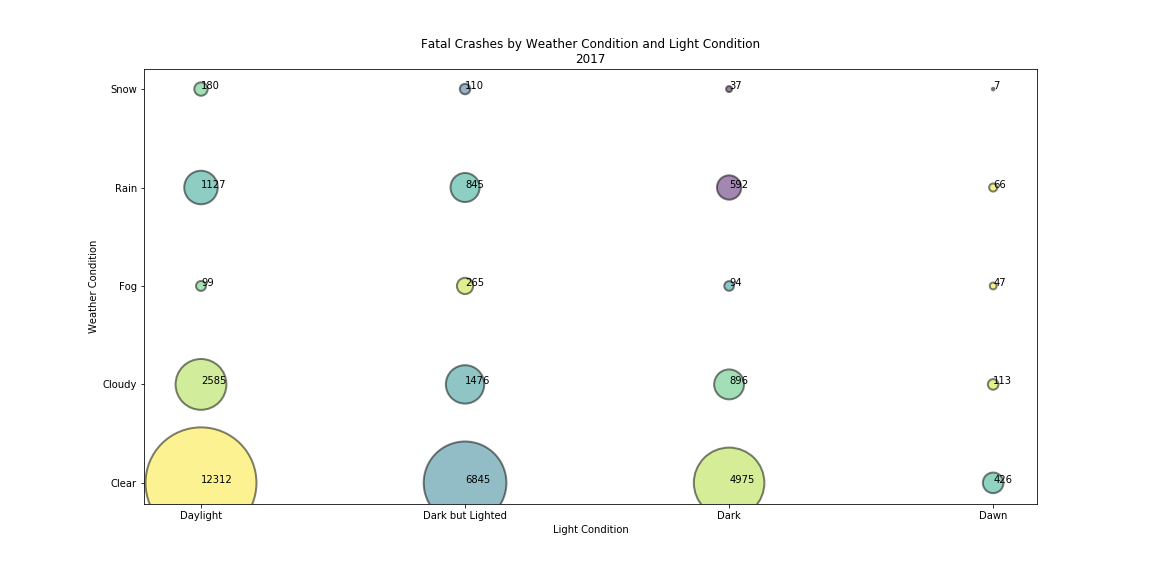 Fatal Crashes by Weather Condition and Light Condition
2017
Snow
180
110
37
7
Rain
1127
845
592
66
Fog
99
265
94
47
Cloudy
2585
1476
896
113
Clear
12312
6845
4975
426
Daylight
Dark but Lighted
Dark
Dawn
Light Condition
Weather Condition